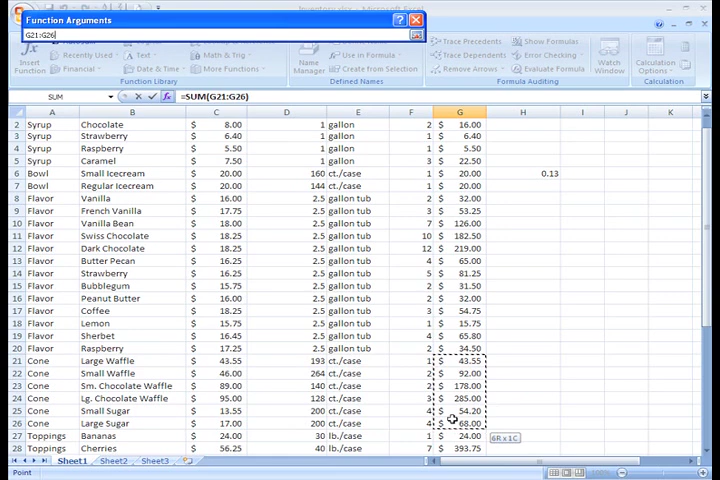 Inventory.xlsx - Microsoft Excel
Function Arguments
G21:G26
Insert Function
Recently Used
Financial
Text
Date & Time
Math & Trig
More Functions
Function Library
Name Manager
Use in Formula
Create from Selection
Defined Names
Trace Precedents
Trace Dependents
Remove Arrows
Show Formulas
Error Checking
Evaluate Formula
Formula Auditing
Watch Window
Calculation Options
Calculation
SUM fx =SUM(G21:G26)
A B C D E F G H I J K
2 Syrup Chocolate $ 8.00 1 gallon 2 $ 16.00
3 Syrup Strawberry $ 6.40 1 gallon 1 $ 6.40
4 Syrup Raspberry $ 5.50 1 gallon 1 $ 5.50
5 Syrup Caramel $ 7.50 1 gallon 3 $ 22.50
6 Bowl Small Icecream $ 20.00 160 ct./case 1 $ 20.00 0.13
7 Bowl Regular Icecream $ 20.00 144 ct./case 1 $ 20.00
8 Flavor Vanilla $ 16.00 2.5 gallon tub 2 $ 32.00
9 Flavor French Vanilla $ 17.75 2.5 gallon tub 3 $ 53.25
10 Flavor Vanilla Bean $ 18.00 2.5 gallon tub 7 $ 126.00
11 Flavor Swiss Chocolate $ 18.25 2.5 gallon tub 10 $ 182.50
12 Flavor Dark Chocolate $ 18.25 2.5 gallon tub 12 $ 219.00
13 Flavor Butter Pecan $ 16.25 2.5 gallon tub 4 $ 65.00
14 Flavor Strawberry $ 16.25 2.5 gallon tub 5 $ 81.25
15 Flavor Bubblegum $ 15.75 2.5 gallon tub 2 $ 31.50
16 Flavor Peanut Butter $ 16.00 2.5 gallon tub 2 $ 32.00
17 Flavor Coffee $ 18.25 2.5 gallon tub 3 $ 54.75
18 Flavor Lemon $ 15.75 2.5 gallon tub 1 $ 15.75
19 Flavor Sherbet $ 16.45 2.5 gallon tub 4 $ 65.80
20 Flavor Raspberry $ 17.25 2.5 gallon tub 2 $ 34.50
21 Cone Large Waffle $ 43.55 193 ct./case 1 $ 43.55
22 Cone Small Waffle $ 46.00 264 ct./case 2 $ 92.00
23 Cone Sm. Chocolate Waffle $ 89.00 140 ct./case 2 $ 178.00
24 Cone Lg. Chocolate Waffle $ 95.00 128 ct./case 3 $ 285.00
25 Cone Small Sugar $ 13.55 200 ct./case 4 $ 54.20
26 Cone Large Sugar $ 17.00 200 ct./case 4 $ 68.00
27 Toppings Bananas $ 24.00 30 lb./case 1 $ 24.00
28 Toppings Cherries $ 56.25 40 lb./case 7 $ 393.75
6R x 1C
Sheet1 Sheet2 Sheet3
Point